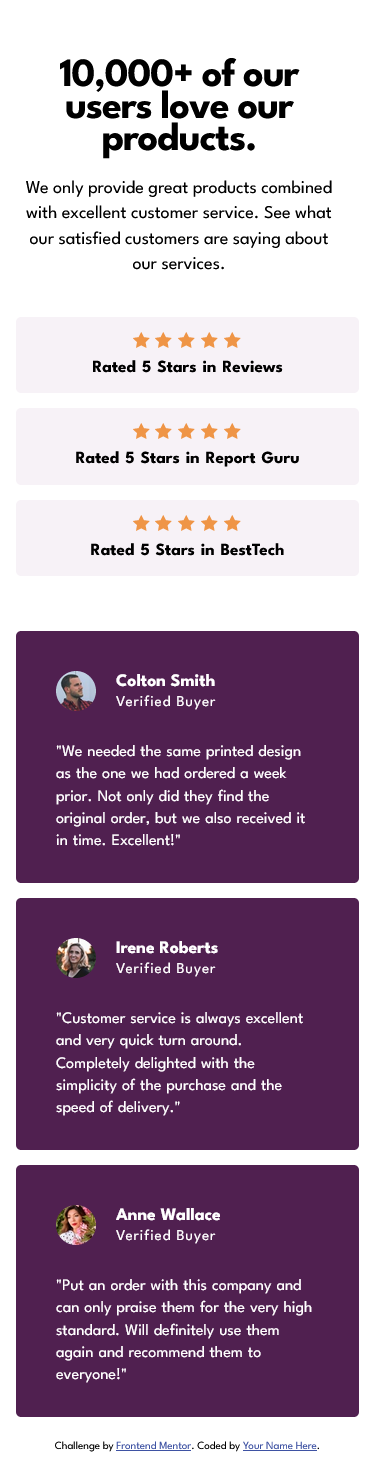 10,000+ of our
users love our
products.
We only provide great products combined
with excellent customer service. See what
our satisfied customers are saying about
our services.
Rated 5 Stars in Reviews
Rated 5 Stars in Report Guru
Rated 5 Stars in BestTech
Colton Smith
Verified Buyer
"We needed the same printed design
as the one we had ordered a week
prior. Not only did they find the
original order, but we also received it
in time. Excellent!"
Irene Roberts
Verified Buyer
"Customer service is always excellent
and very quick turn around.
Completely delighted with the
simplicity of the purchase and the
speed of delivery."
Anne Wallace
Verified Buyer
"Put an order with this company and
can only praise them for the very high
standard. Will definitely use them
again and recommend them to
everyone!"
Challenge by Frontend Mentor. Coded by Your Name Here.